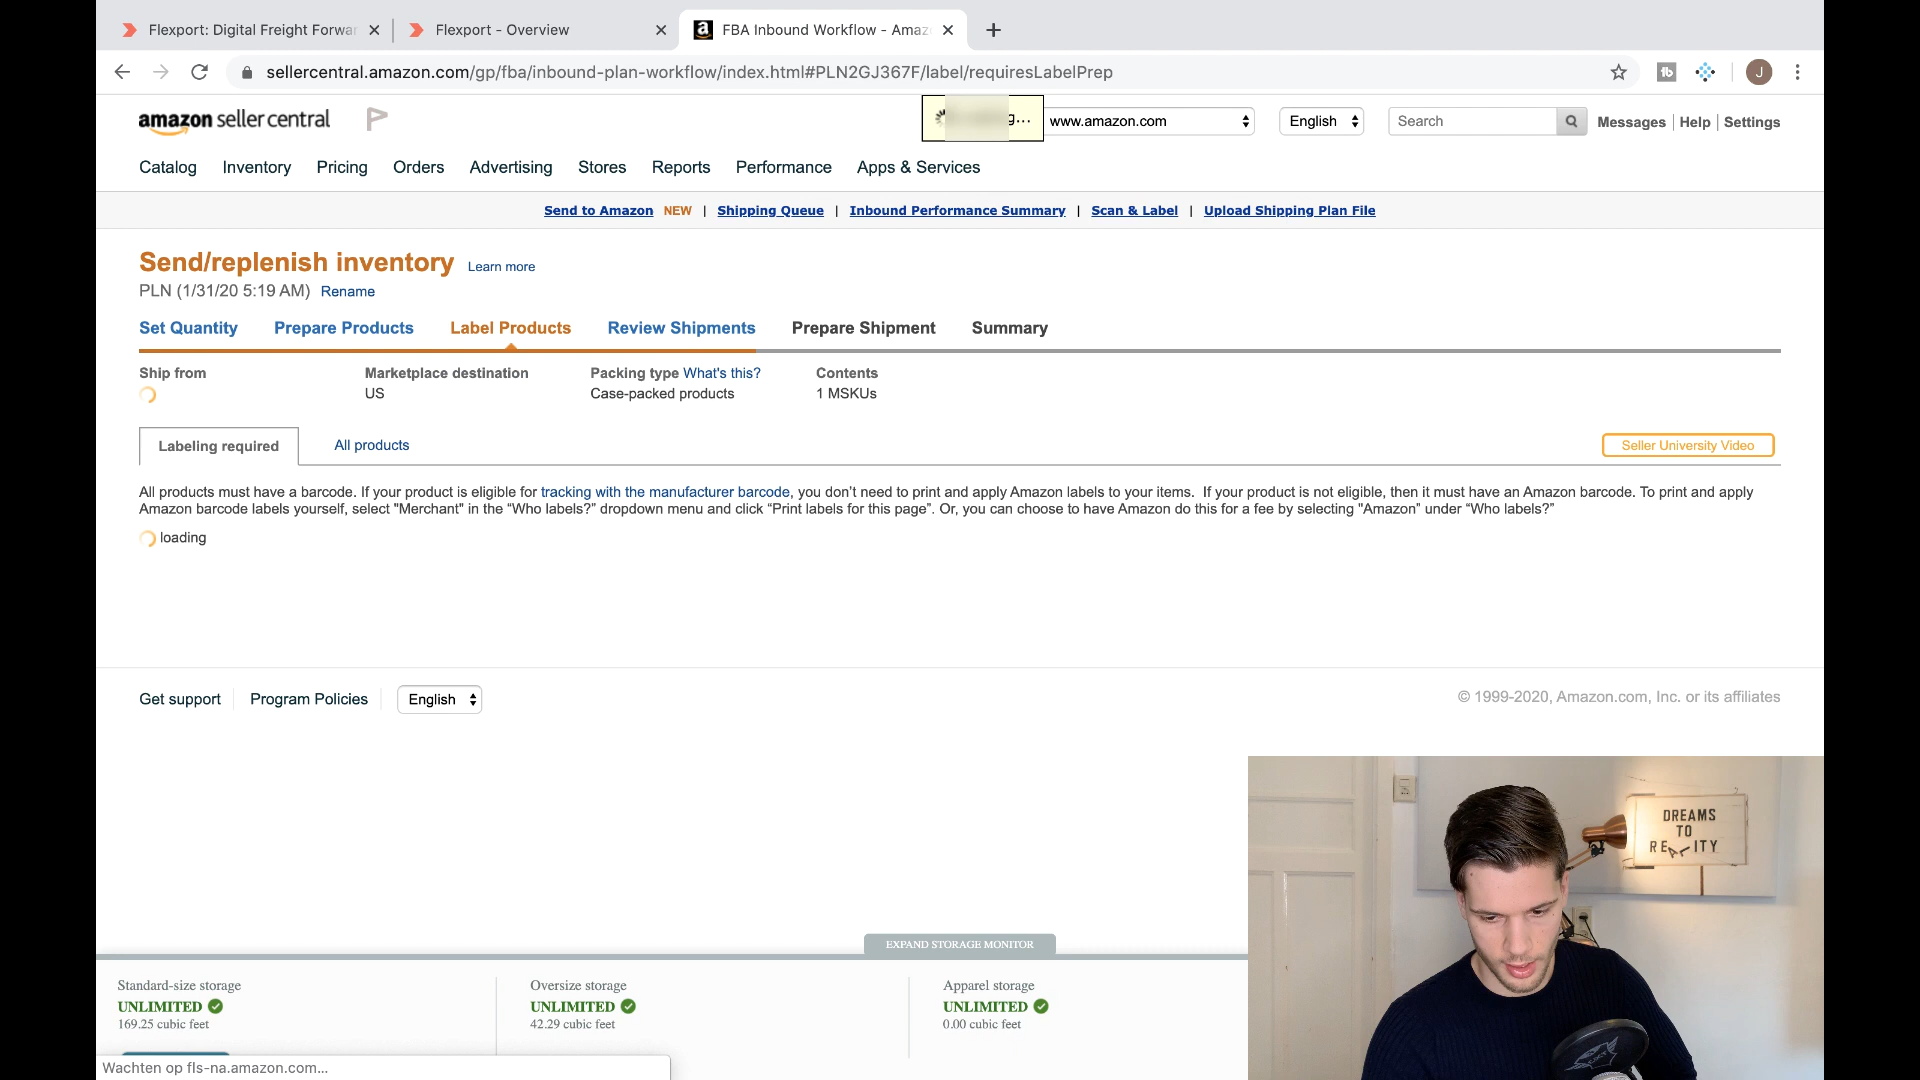 Flexport: Digital Freight Forwar
Flexport - Overview
FBA Inbound Workflow - Amaz
sellercentral.amazon.com/gp/fba/inbound-plan-workflow/index.html#PLN2GJ367F/label/requiresLabelPrep
J
amazon seller central
www.amazon.com
English
Search
Messages | Help | Settings
Catalog Inventory Pricing Orders Advertising Stores Reports Performance Apps & Services
Send to Amazon NEW | Shipping Queue | Inbound Performance Summary | Scan & Label | Upload Shipping Plan File
Send/replenish inventory Learn more
PLN (1/31/20 5:19 AM) Rename
Set Quantity Prepare Products Label Products Review Shipments Prepare Shipment Summary
Ship from Marketplace destination Packing type What's this? Contents
US Case-packed products 1 MSKUs
Labeling required All products Seller University Video
All products must have a barcode. If your product is eligible for tracking with the manufacturer barcode, you don't need to print and apply Amazon labels to your items. If your product is not eligible, then it must have an Amazon barcode. To print and apply
Amazon barcode labels yourself, select "Merchant" in the “Who labels?” dropdown menu and click “Print labels for this page”. Or, you can choose to have Amazon do this for a fee by selecting "Amazon" under “Who labels?”
loading
Get support Program Policies English
© 1999-2020, Amazon.com, Inc. or its affiliates
DREAMS
TO
REALITY
EXPAND STORAGE MONITOR
Standard-size storage Oversize storage Apparel storage
UNLIMITED UNLIMITED UNLIMITED
169.25 cubic feet 42.29 cubic feet 0.00 cubic feet
Wachten op fls-na.amazon.com...